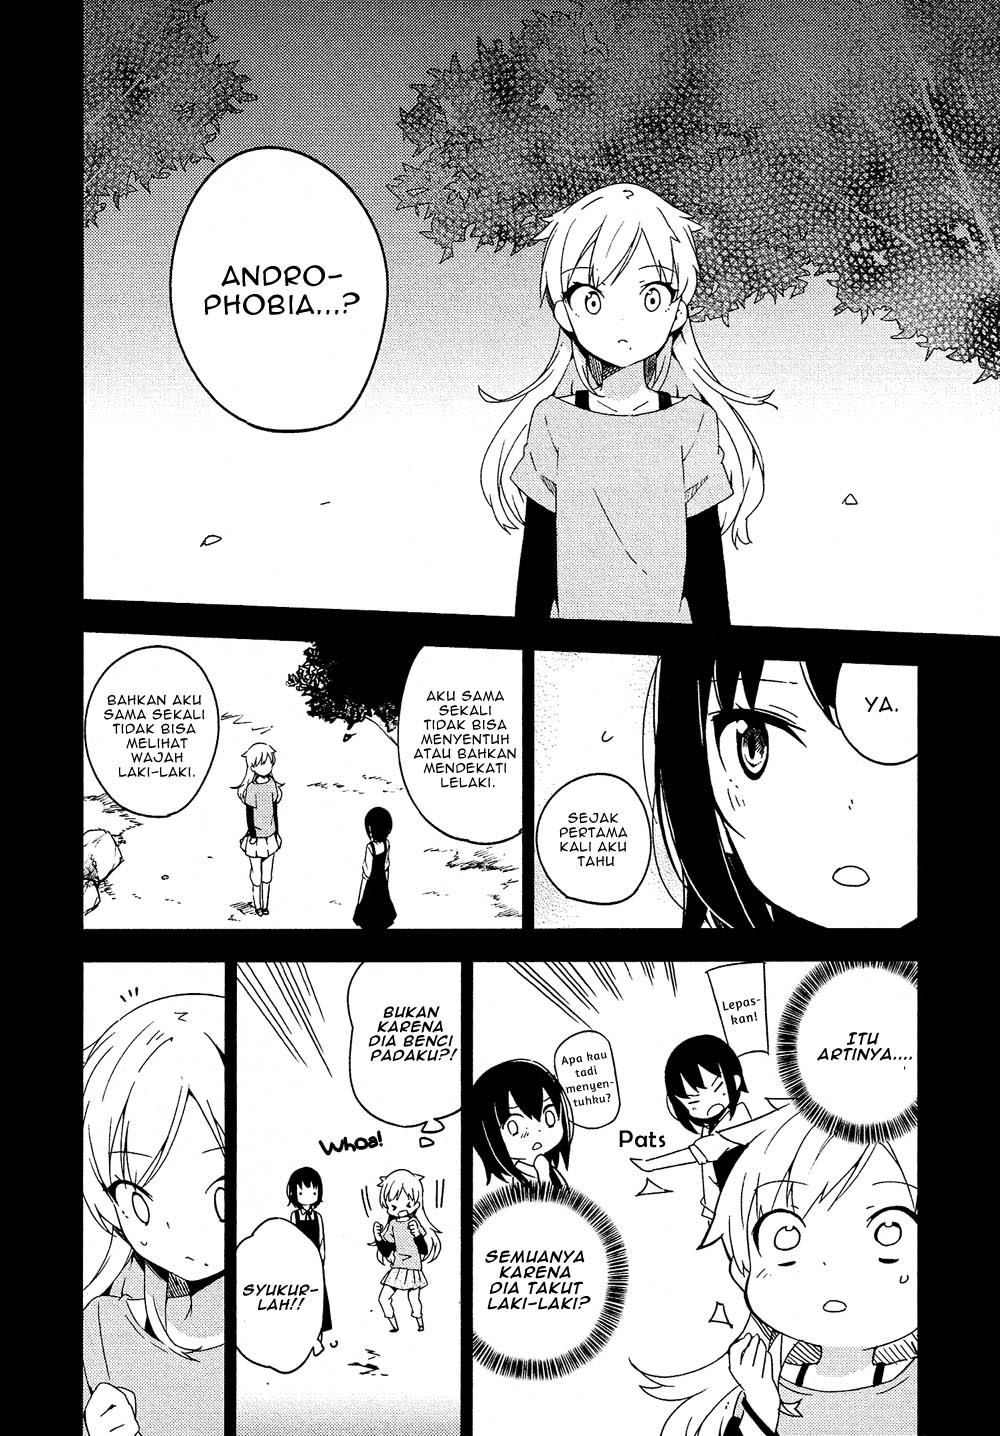 ANDRO-
PHOBIA...?
YA.
SEJAK
PERTAMA
KALI AKU
TAHU
AKU SAMA
SEKALI
TIDAK BISA
MENYENTUH
ATAU BAHKAN
MENDEKATI
LELAKI.
BAHKAN AKU
SAMA SEKALI
TIDAK BISA
MELIHAT
WAJAH
LAKI-LAKI.
ITU
ARTINYA....
Lepas-
kan!
Pats
Apa kau
tadi
menyen-
tuhku?
SEMUANYA
KARENA
DIA TAKUT
LAKI-LAKI?
BUKAN
KARENA
DIA BENCI
PADAKU?!
Whoa!
SYUKUR-
LAH!!